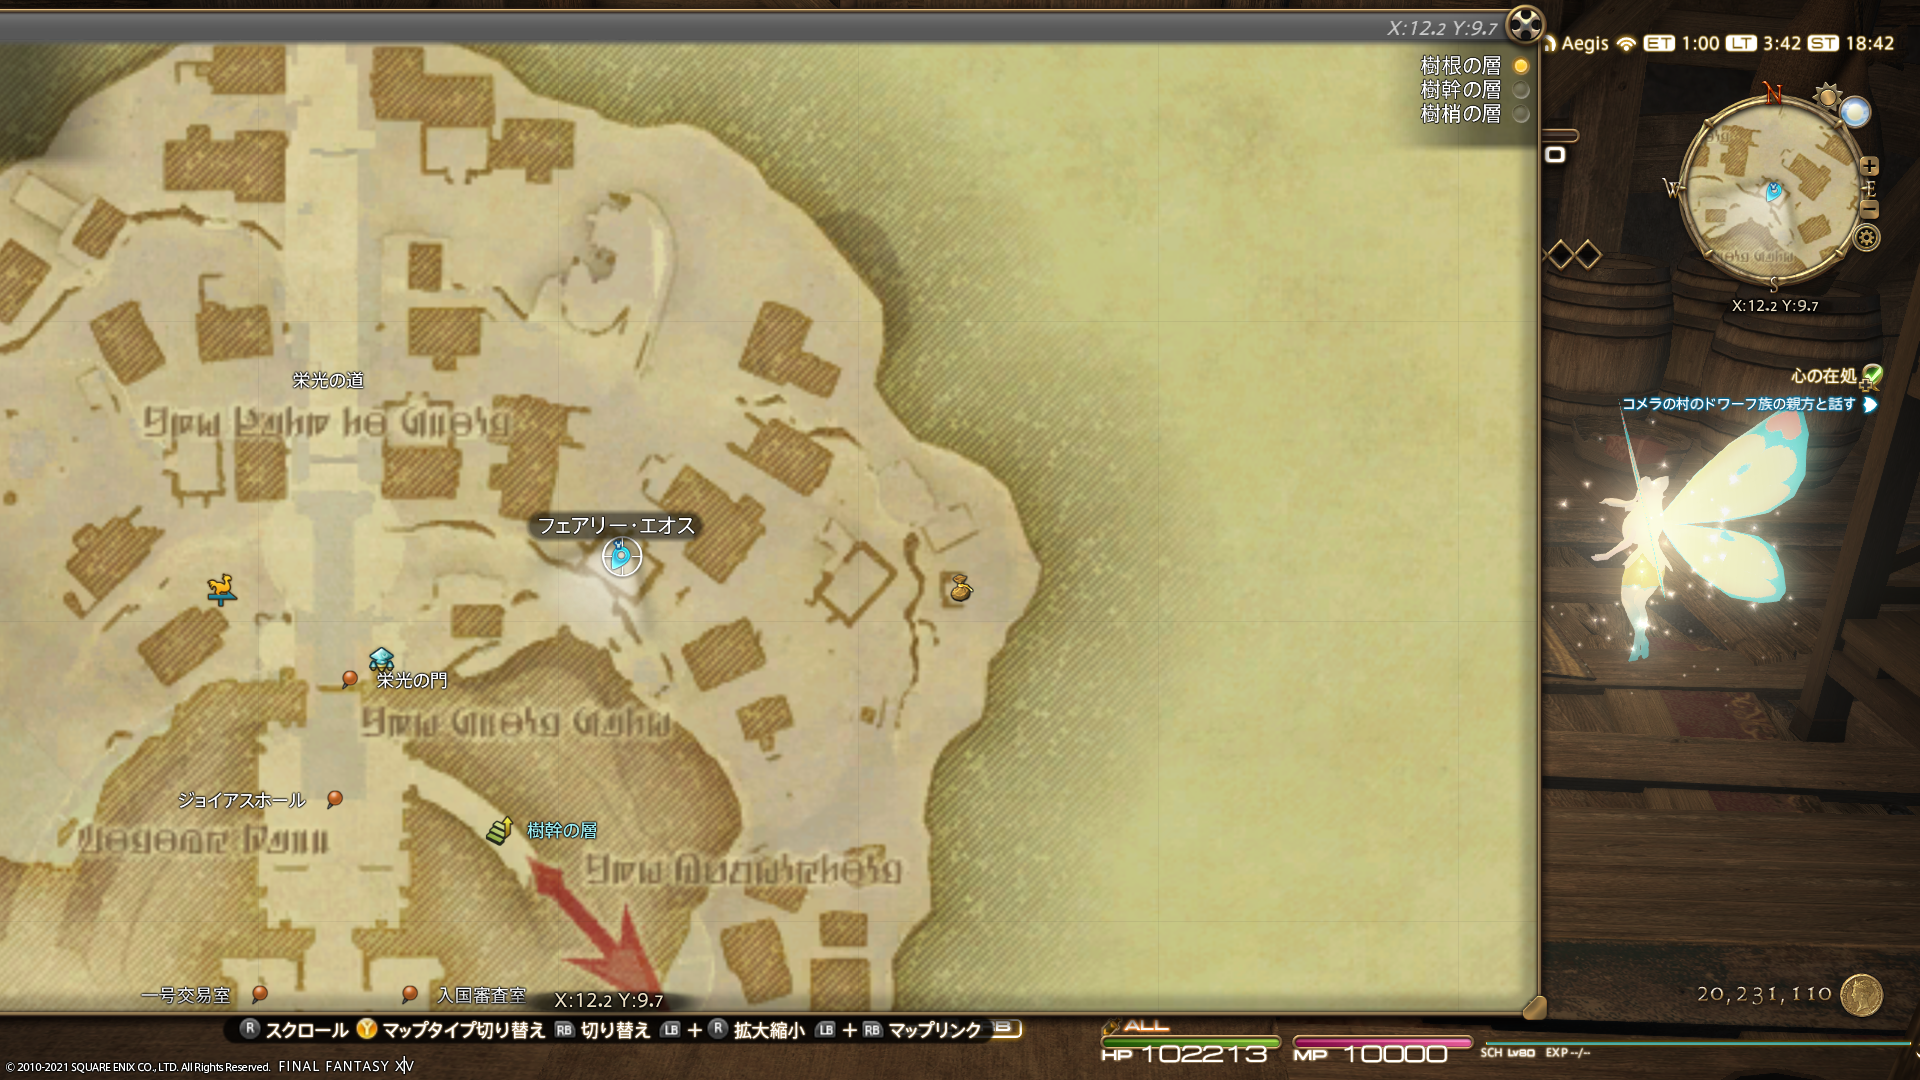 X:12.2 Y:9.7
Aegis ET 1:00 LT 3:42 ST 18:42
樹根の層
樹幹の層
樹梢の層
N
W
E
S
X:12.2 Y:9.7
心の在処
コメラの村のドワーフ族の親方と話す
栄光の道
フェアリー・エオス
栄光の門
ジョイアスホール
樹幹の層
一号交易室
入国審査室
X:12.2 Y:9.7
20,231,110
R スクロール Y マップタイプ切り替え RB 切り替え LB + R 拡大縮小 LB + RB マップリンク B
ALL
HP 102213 MP 10000 SCH Lv80 EXP --/--
© 2010-2021 SQUARE ENIX CO., LTD. All Rights Reserved. FINAL FANTASY XIV